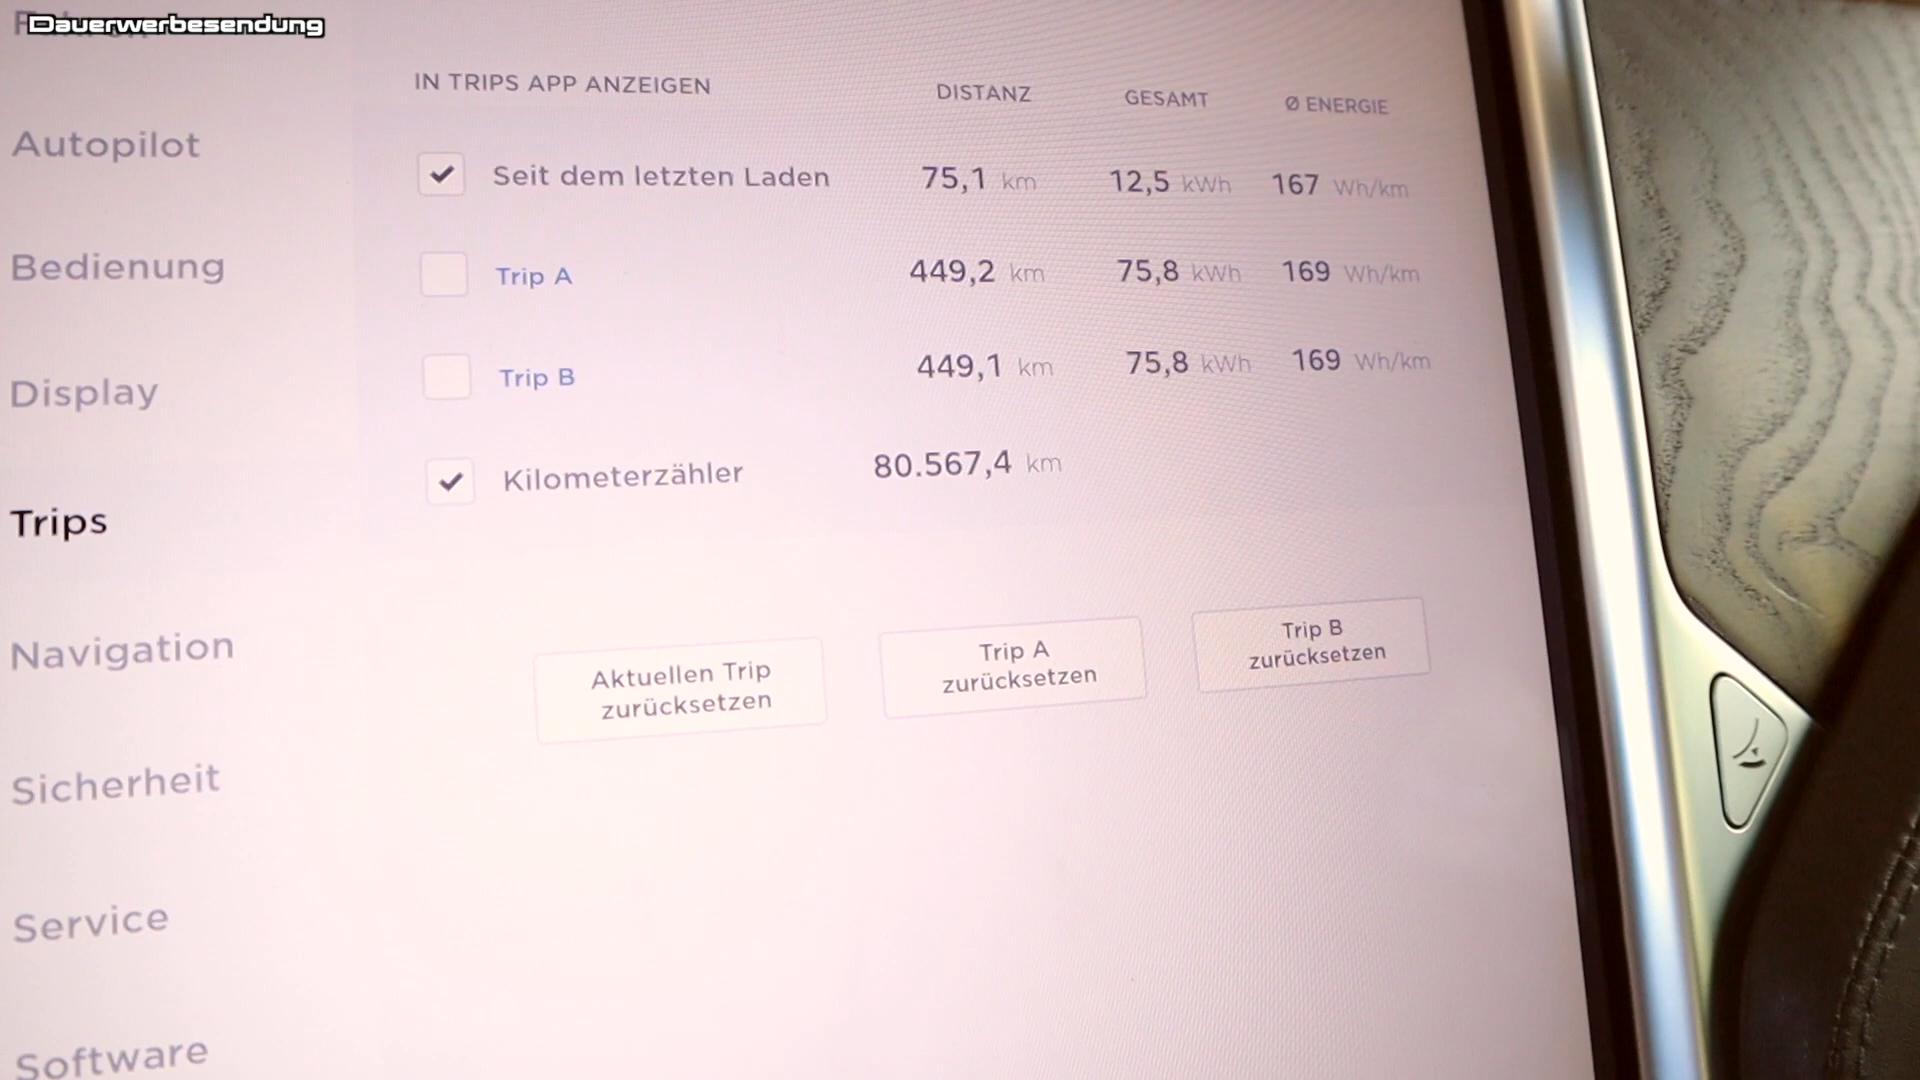 Dauerwerbesendung
IN TRIPS APP ANZEIGEN DISTANZ GESAMT Ø ENERGIE
Autopilot
Seit dem letzten Laden 75,1 km 12,5 kWh 167 Wh/km
Bedienung
Trip A 449,2 km 75,8 kWh 169 Wh/km
Display
Trip B 449,1 km 75,8 kWh 169 Wh/km
Trips
Kilometerzähler 80.567,4 km
Navigation
Aktuellen Trip
zurücksetzen
Trip A
zurücksetzen
Trip B
zurücksetzen
Sicherheit
Service
Software